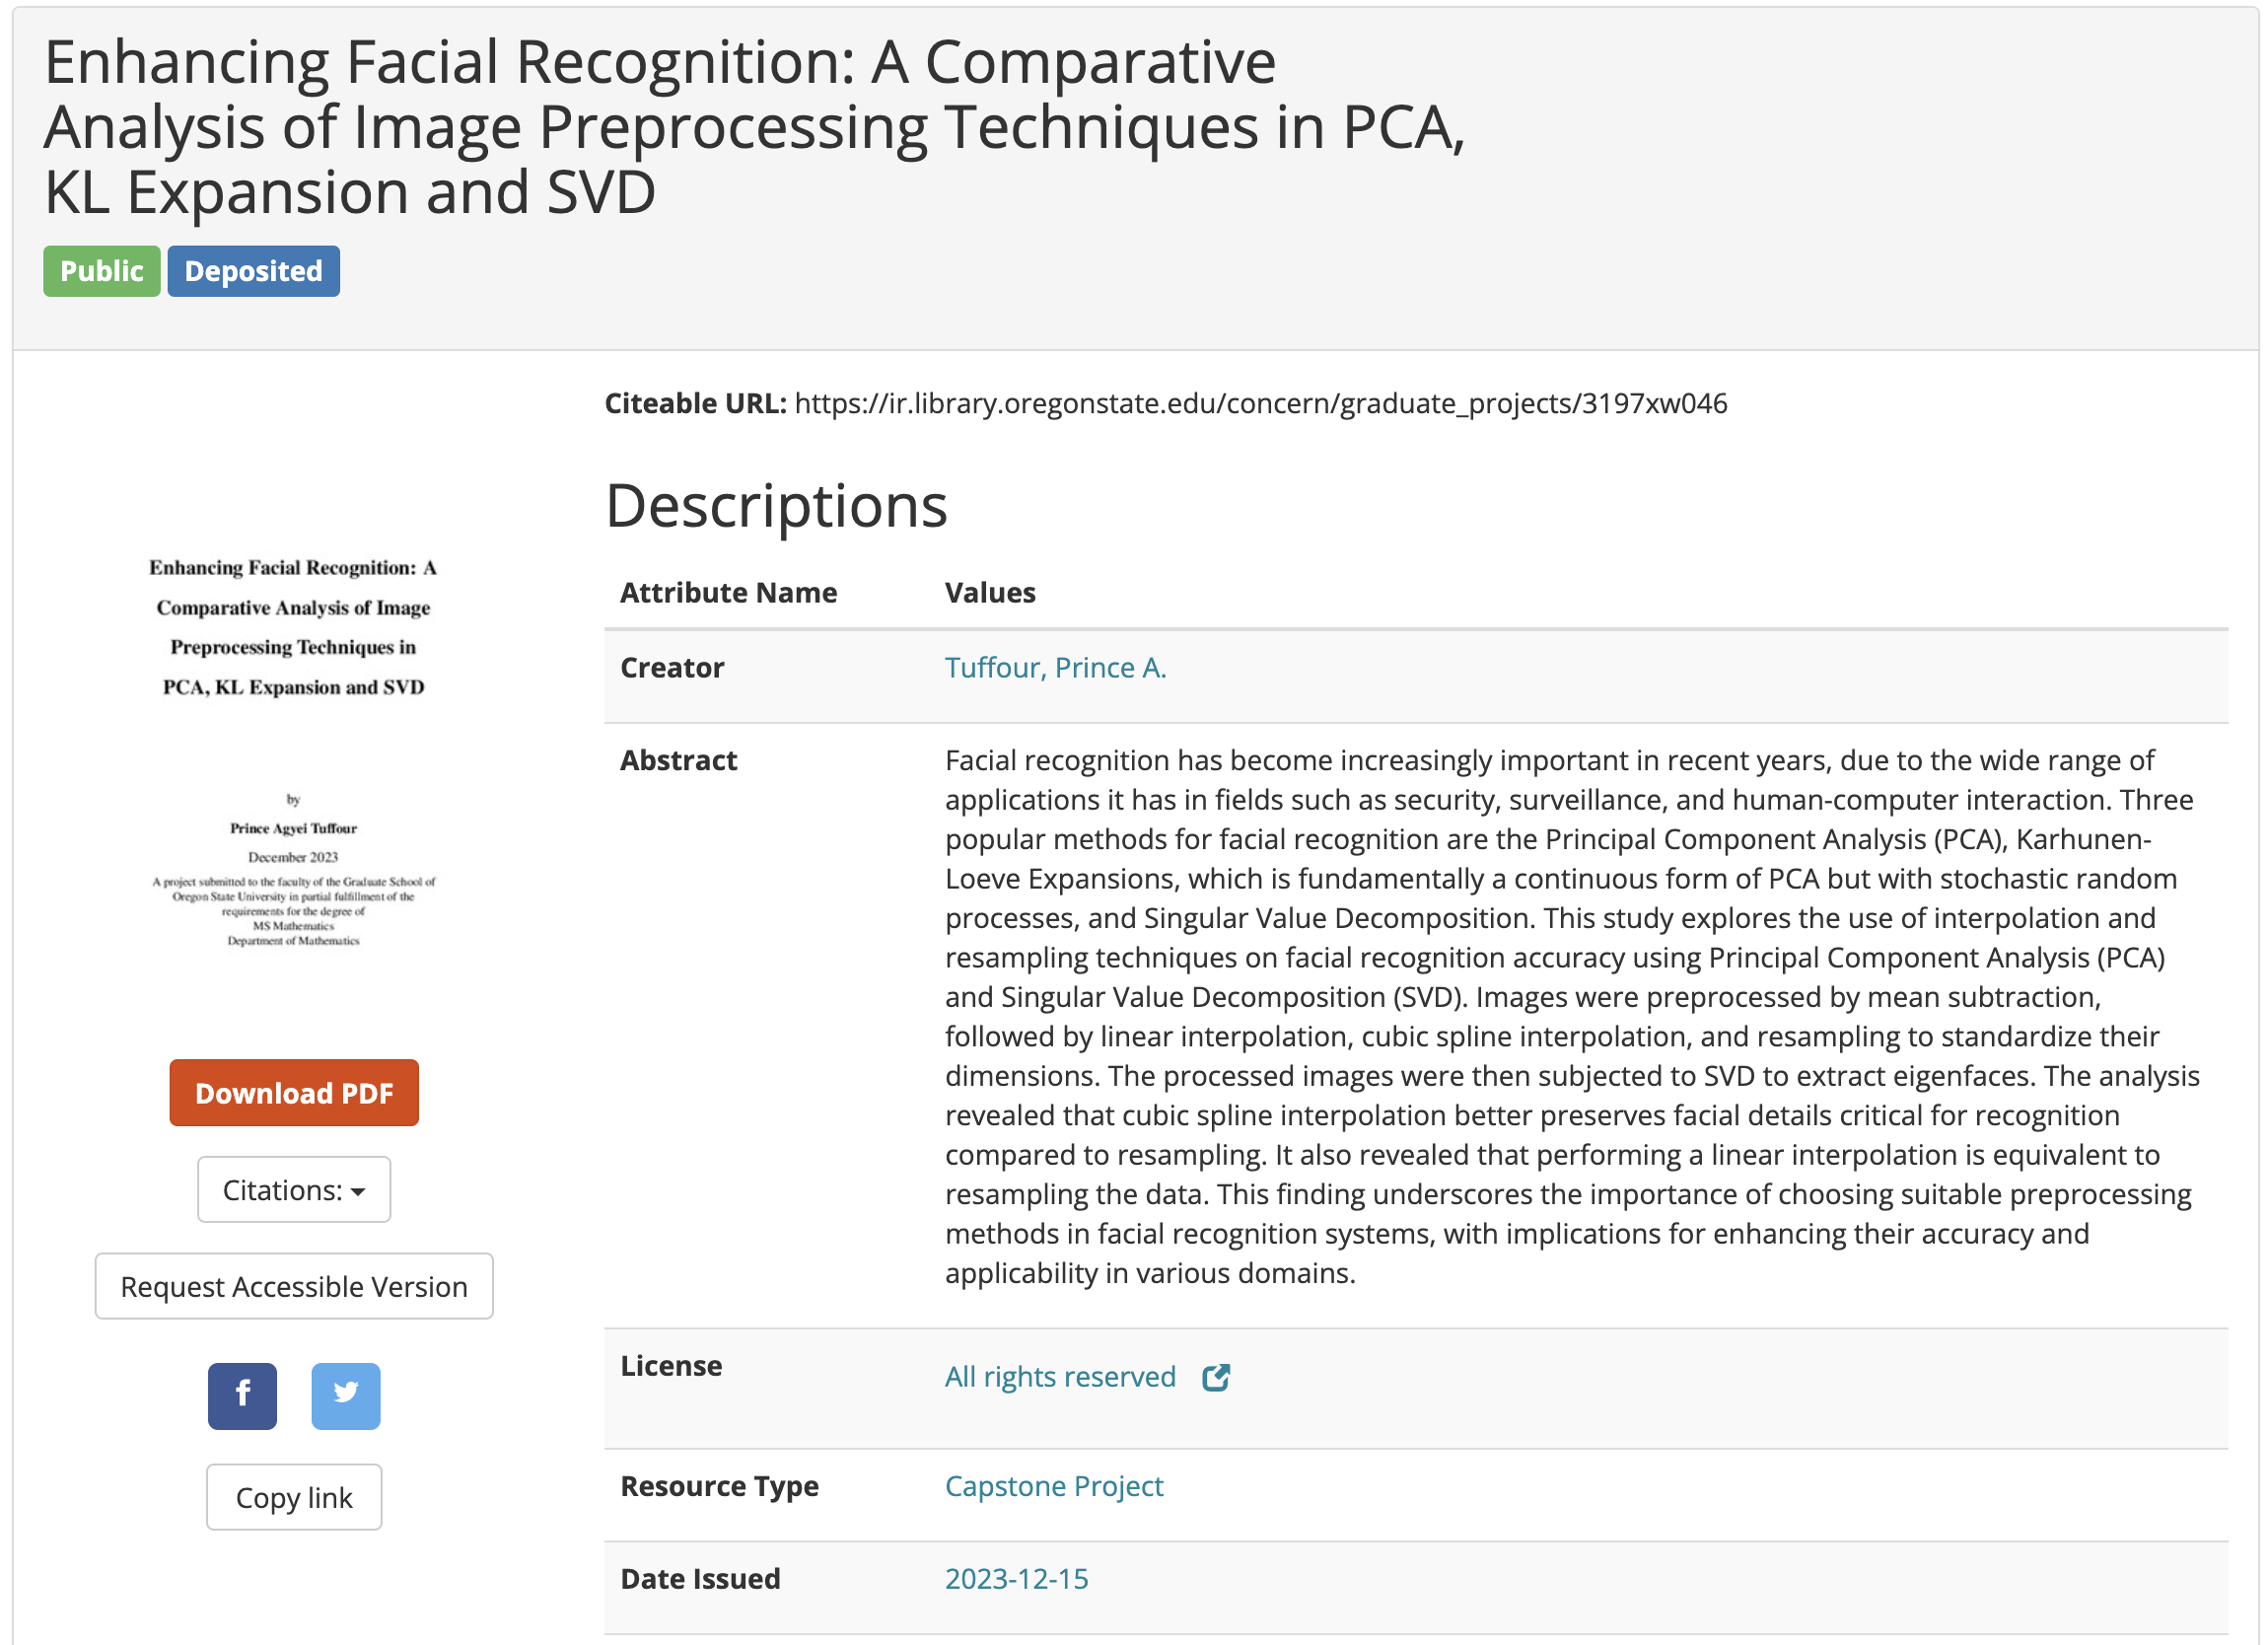 Enhancing Facial Recognition: A Comparative
Analysis of Image Preprocessing Techniques in PCA,
KL Expansion and SVD
Public Deposited
Enhancing Facial Recognition: A
Comparative Analysis of Image
Preprocessing Techniques in
PCA, KL Expansion and SVD
by
Prince Agyei Tuffour
December 2023
A project submitted to the faculty of the Graduate School of
Oregon State University in partial fulfillment of the
requirements for the degree of
MS Mathematics
Department of Mathematics
Download PDF
Citations:
Request Accessible Version
f
Copy link
Citeable URL: https://ir.library.oregonstate.edu/concern/graduate_projects/3197xw046
Descriptions
Attribute Name Values
Creator Tuffour, Prince A.
Abstract Facial recognition has become increasingly important in recent years, due to the wide range of
applications it has in fields such as security, surveillance, and human-computer interaction. Three
popular methods for facial recognition are the Principal Component Analysis (PCA), Karhunen-
Loeve Expansions, which is fundamentally a continuous form of PCA but with stochastic random
processes, and Singular Value Decomposition. This study explores the use of interpolation and
resampling techniques on facial recognition accuracy using Principal Component Analysis (PCA)
and Singular Value Decomposition (SVD). Images were preprocessed by mean subtraction,
followed by linear interpolation, cubic spline interpolation, and resampling to standardize their
dimensions. The processed images were then subjected to SVD to extract eigenfaces. The analysis
revealed that cubic spline interpolation better preserves facial details critical for recognition
compared to resampling. It also revealed that performing a linear interpolation is equivalent to
resampling the data. This finding underscores the importance of choosing suitable preprocessing
methods in facial recognition systems, with implications for enhancing their accuracy and
applicability in various domains.
License All rights reserved
Resource Type Capstone Project
Date Issued 2023-12-15